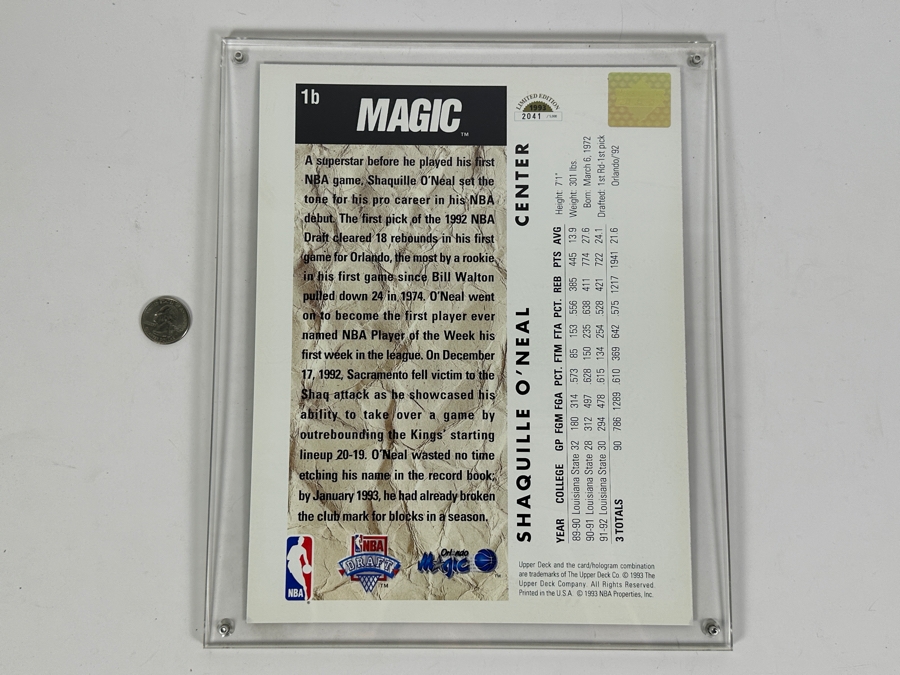 1b
MAGIC ™
A superstar before he played his first
NBA game, Shaquille O'Neal set the
tone for his pro career in his NBA
debut. The first pick of the 1992 NBA
Draft cleared 18 rebounds in his first
game for Orlando, the most by a rookie
in his first game since Bill Walton
pulled down 24 in 1974. O'Neal went
on to become the first player ever
named NBA Player of the Week his
first week in the league. On December
17, 1992, Sacramento fell victim to the
Shaq attack as he showcased his
ability to take over a game by
outrebounding the Kings' starting
lineup 20-19. O'Neal wasted no time
etching his name in the record book;
by January 1993, he had already broken
the club mark for blocks in a season.
NBA
NBA
DRAFT ™
Orlando
Magic ™
LIMITED EDITION
1993
2041
SHAQUILLE O'NEAL CENTER
Height: 7'1"
Weight: 301 lbs
Born: March 6, 1972
Drafted: 1st Rd-1st pick
Orlando/'92
YEAR COLLEGE GP FGM FGA PCT. FTM FTA PCT. REB PTS AVG
89-90 Louisiana State 32 180 314 .573 85 153 .556 385 445 13.9
90-91 Louisiana State 28 312 497 .628 150 235 .638 411 774 27.6
91-92 Louisiana State 30 294 478 .615 134 254 .528 421 722 24.1
3 TOTALS 90 786 1289 .610 369 642 .575 1217 1941 21.6
Upper Deck and the card/hologram combination
are trademarks of The Upper Deck Co. © 1993 The
Upper Deck Company. All Rights Reserved.
Printed in the U.S.A. © 1993 NBA Properties, Inc.